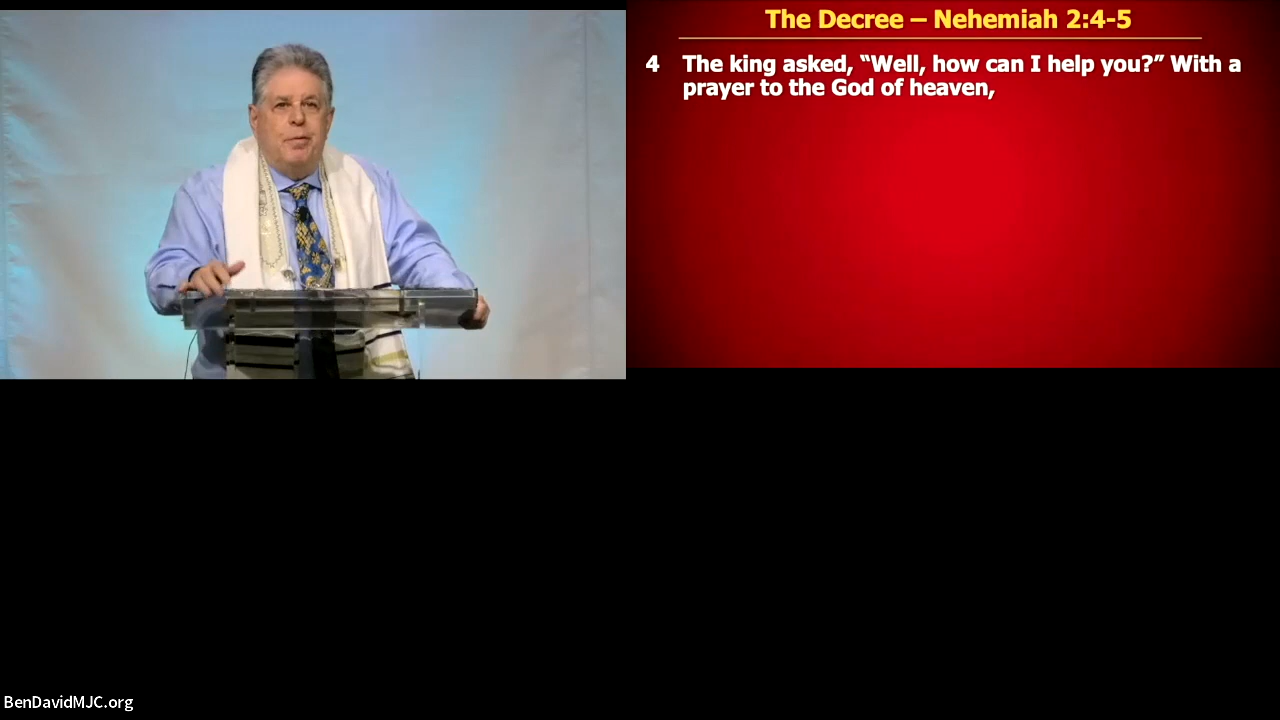 The Decree – Nehemiah 2:4-5
4 The king asked, “Well, how can I help you?” With a
prayer to the God of heaven,
BenDavidMJC.org